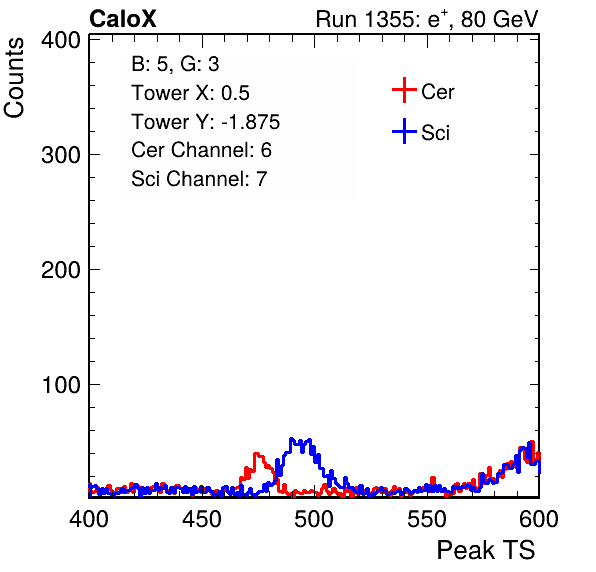 CaloX Run 1355: e⁺, 80 GeV
Counts
400
300
200
100
B: 5, G: 3
Tower X: 0.5
Tower Y: -1.875
Cer Channel: 6
Sci Channel: 7
Cer
Sci
400 450 500 550 600
Peak TS